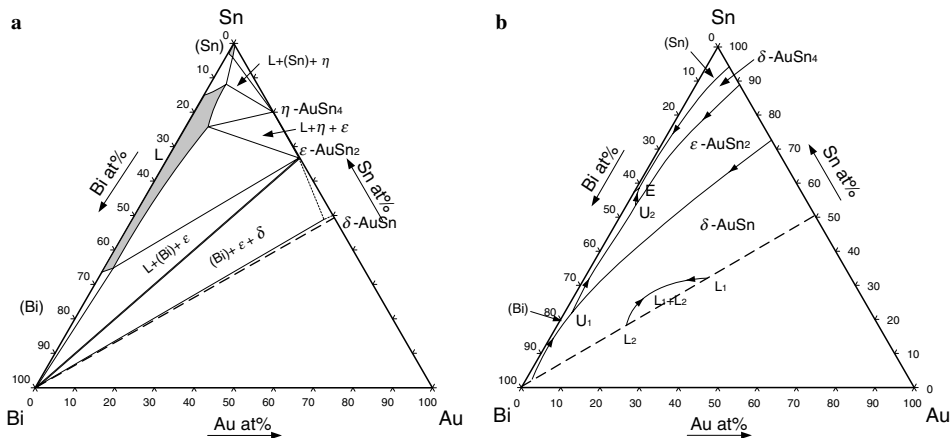 a
Sn
0
(Sn)
10
20
30
40
50
60
70
80
90
100
Bi at%
L
L+(Sn)+ η
η -AuSn4
L+η + ε
ε-AuSn2
Sn at%
δ-AuSn
L+(Bi)+ ε
(Bi)+ ε + δ
(Bi)
Bi
0 10 20 30 40 50 60 70 80 90 100
Au
Au at%
b
Sn
0
100
(Sn)
10
90
δ-AuSn4
20
80
30
70
Bi at%
ε-AuSn2
Sn at%
40
60
50
50
E
U2
60
40
δ-AuSn
70
30
L1
L1+L2
(Bi)
80
20
U1
L2
90
10
100
0
Bi
0 10 20 30 40 50 60 70 80 90 100
Au
Au at%